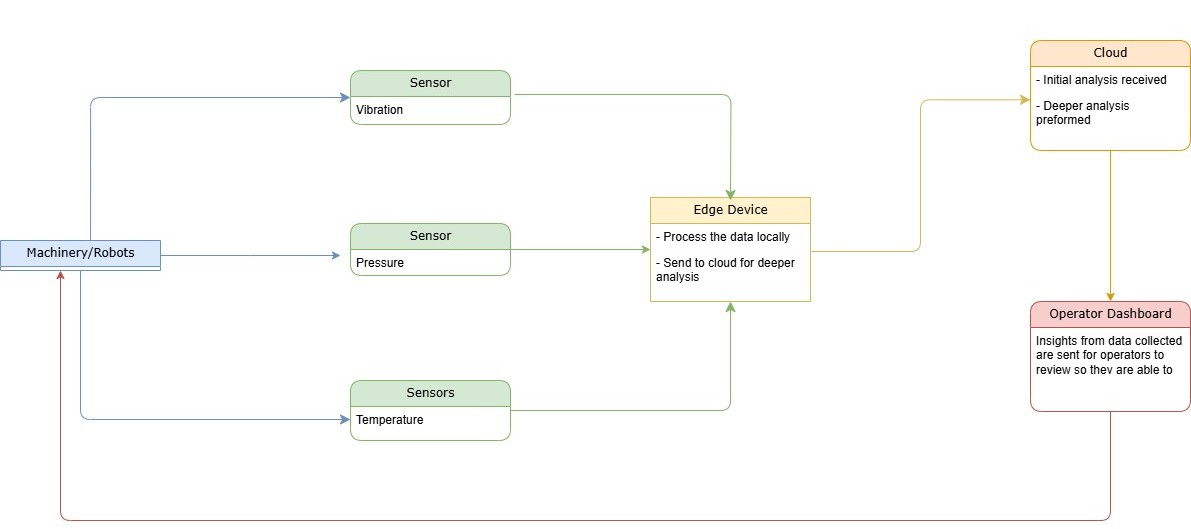 Cloud
- Initial analysis received
- Deeper analysis
preformed
Sensor
Vibration
Machinery/Robots
Sensor
Pressure
Edge Device
- Process the data locally
- Send to cloud for deeper
analysis
Sensors
Temperature
Operator Dashboard
Insights from data collected
are sent for operators to
review so they are able to